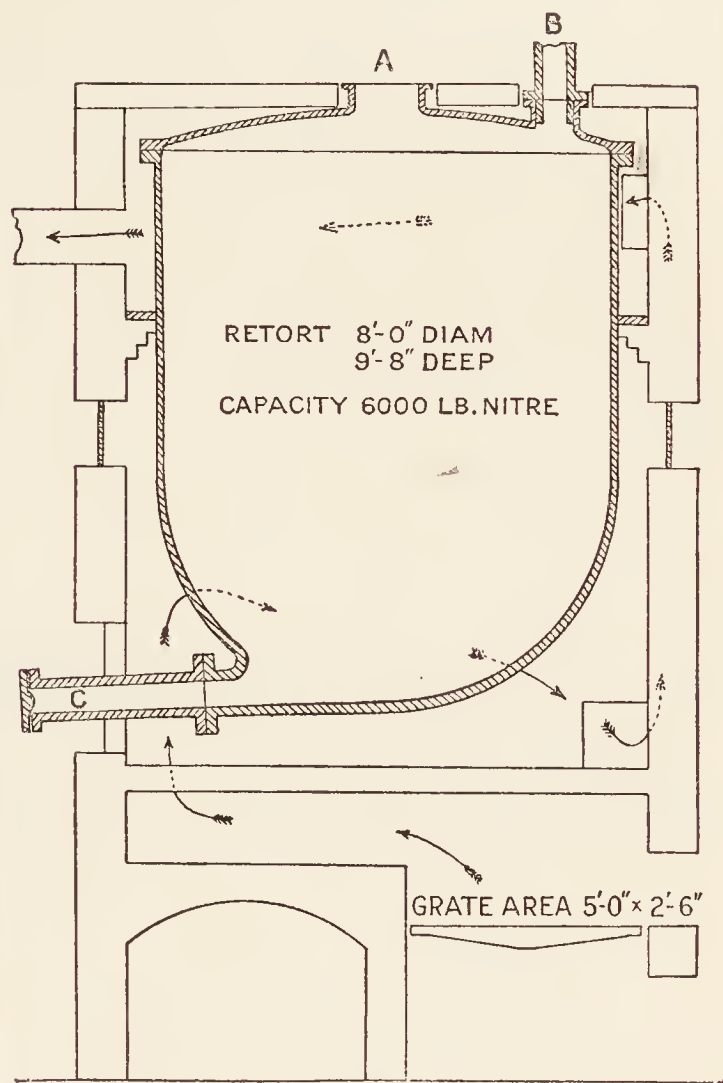 A
B
RETORT 8'-0" DIAM
9'-8" DEEP
CAPACITY 6000 LB. NITRE
C
GRATE AREA 5'-0" × 2'-6"